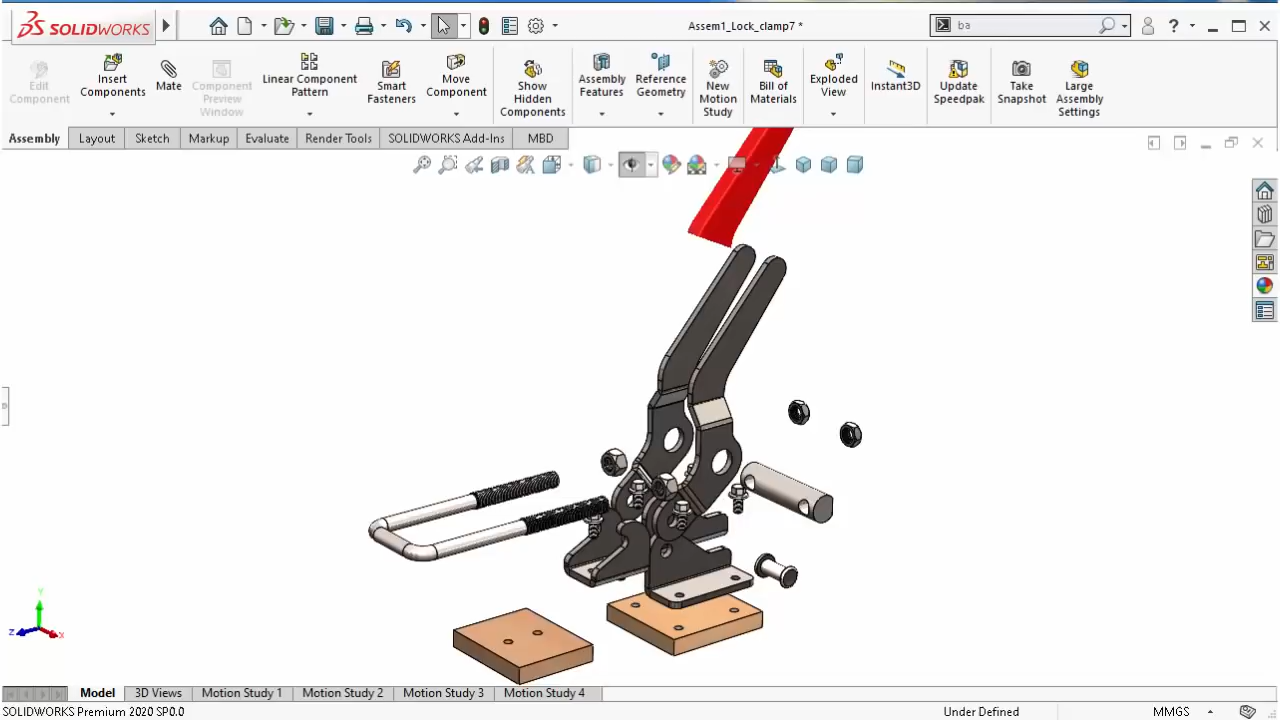 SOLIDWORKS
Assem1_Lock_clamp7 *
ba
?
Edit Component
Insert Components
Mate
Component Preview Window
Linear Component Pattern
Smart Fasteners
Move Component
Show Hidden Components
Assembly Features
Reference Geometry
New Motion Study
Bill of Materials
Exploded View
Instant3D
Update Speedpak
Take Snapshot
Large Assembly Settings
Assembly Layout Sketch Markup Evaluate Render Tools SOLIDWORKS Add-Ins MBD
Y
Z X
Model 3D Views Motion Study 1 Motion Study 2 Motion Study 3 Motion Study 4
SOLIDWORKS Premium 2020 SP0.0 Under Defined MMGS